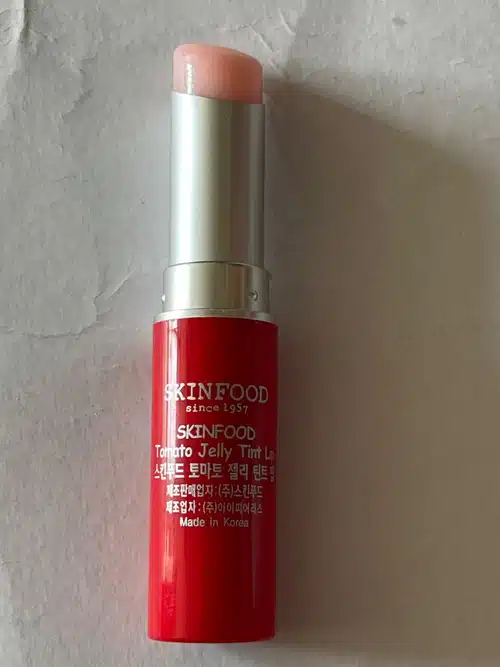 SKINFOOD
since 1957
SKINFOOD
Tomato Jelly Tint
스킨푸드 토마토 젤리 틴트
제조판매업자:(주)스킨푸드
제조업자:(주)아이피어리스
Made in Korea